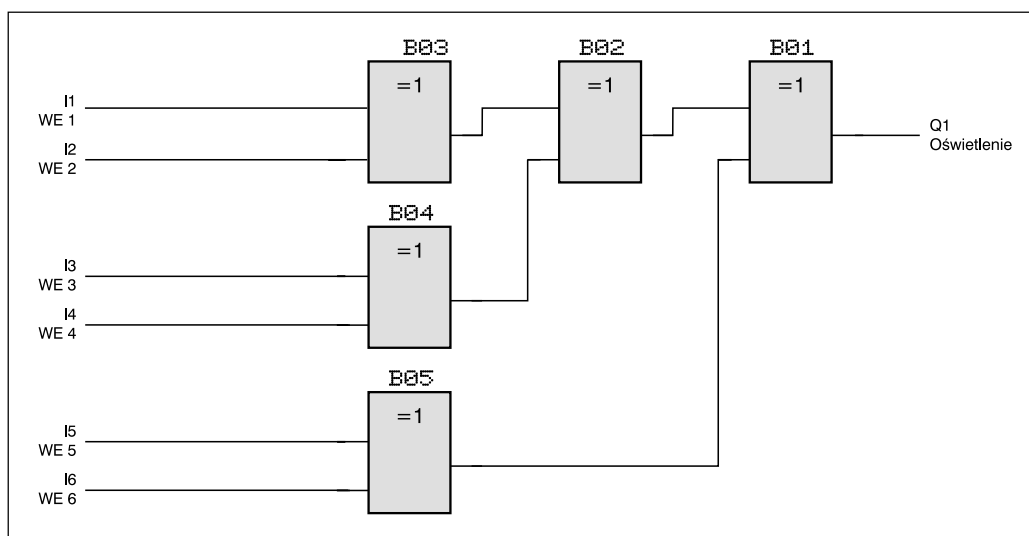 B03
B02
B01
=1
=1
=1
I1
WE 1
I2
WE 2
Q1
Oświetlenie
B04
=1
I3
WE 3
I4
WE 4
B05
=1
I5
WE 5
I6
WE 6